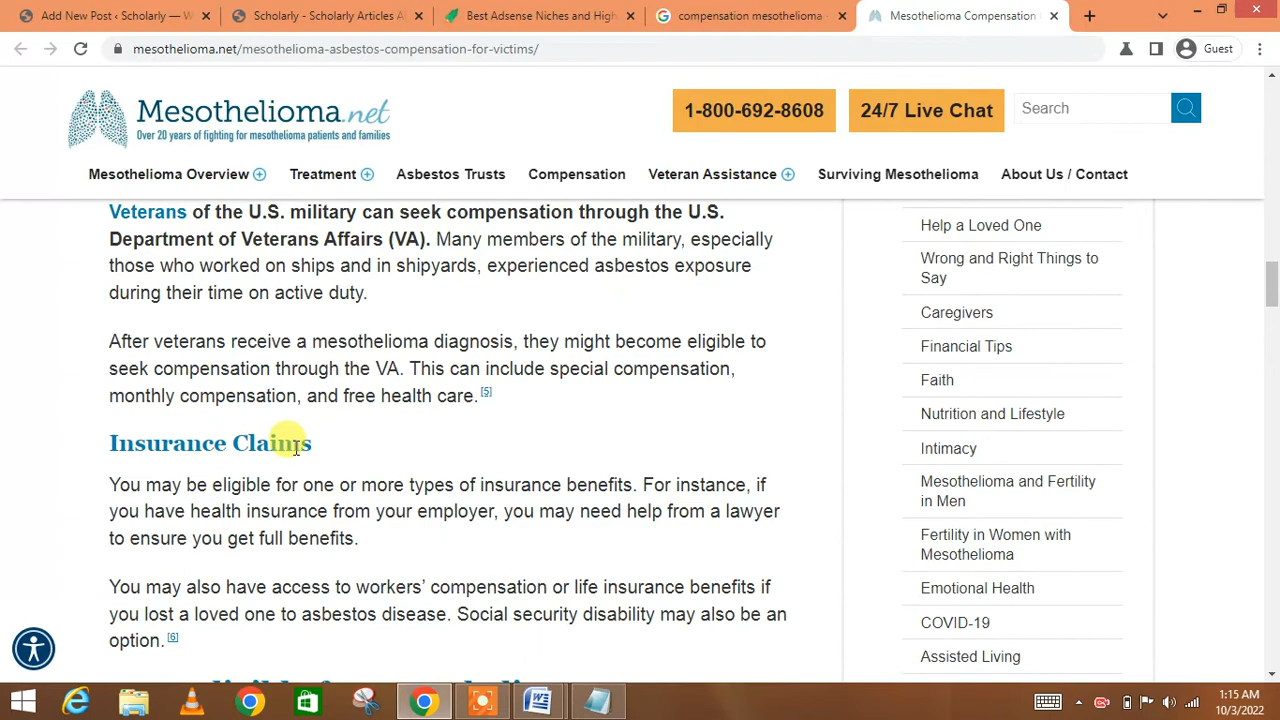 Add New Post ‹ Scholarly — W
Scholarly - Scholarly Articles A
Best Adsense Niches and High
compensation mesothelioma
Mesothelioma Compensation
mesothelioma.net/mesothelioma-asbestos-compensation-for-victims/
Guest
Mesothelioma.net
Over 20 years of fighting for mesothelioma patients and families
1-800-692-8608
24/7 Live Chat
Search
Mesothelioma Overview
Treatment
Asbestos Trusts
Compensation
Veteran Assistance
Surviving Mesothelioma
About Us / Contact
Veterans of the U.S. military can seek compensation through the U.S.
Department of Veterans Affairs (VA). Many members of the military, especially
those who worked on ships and in shipyards, experienced asbestos exposure
during their time on active duty.
After veterans receive a mesothelioma diagnosis, they might become eligible to
seek compensation through the VA. This can include special compensation,
monthly compensation, and free health care. [5]
Insurance Claims
You may be eligible for one or more types of insurance benefits. For instance, if
you have health insurance from your employer, you may need help from a lawyer
to ensure you get full benefits.
You may also have access to workers’ compensation or life insurance benefits if
you lost a loved one to asbestos disease. Social security disability may also be an
option. [6]
Help a Loved One
Wrong and Right Things to
Say
Caregivers
Financial Tips
Faith
Nutrition and Lifestyle
Intimacy
Mesothelioma and Fertility
in Men
Fertility in Women with
Mesothelioma
Emotional Health
COVID-19
Assisted Living
1:15 AM
10/3/2022